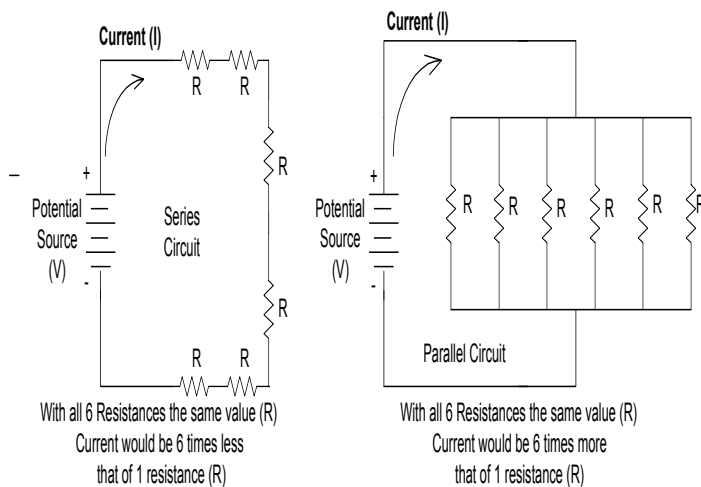 Current (I)
R
R
R
+
Potential
Source
(V)
-
Series
Circuit
R
R
R
With all 6 Resistances the same value (R)
Current would be 6 times less
that of 1 resistance (R)
Current (I)
+
Potential
Source
(V)
-
R
R
R
R
R
R
Parallel Circuit
With all 6 Resistances the same value (R)
Current would be 6 times more
that of 1 resistance (R)